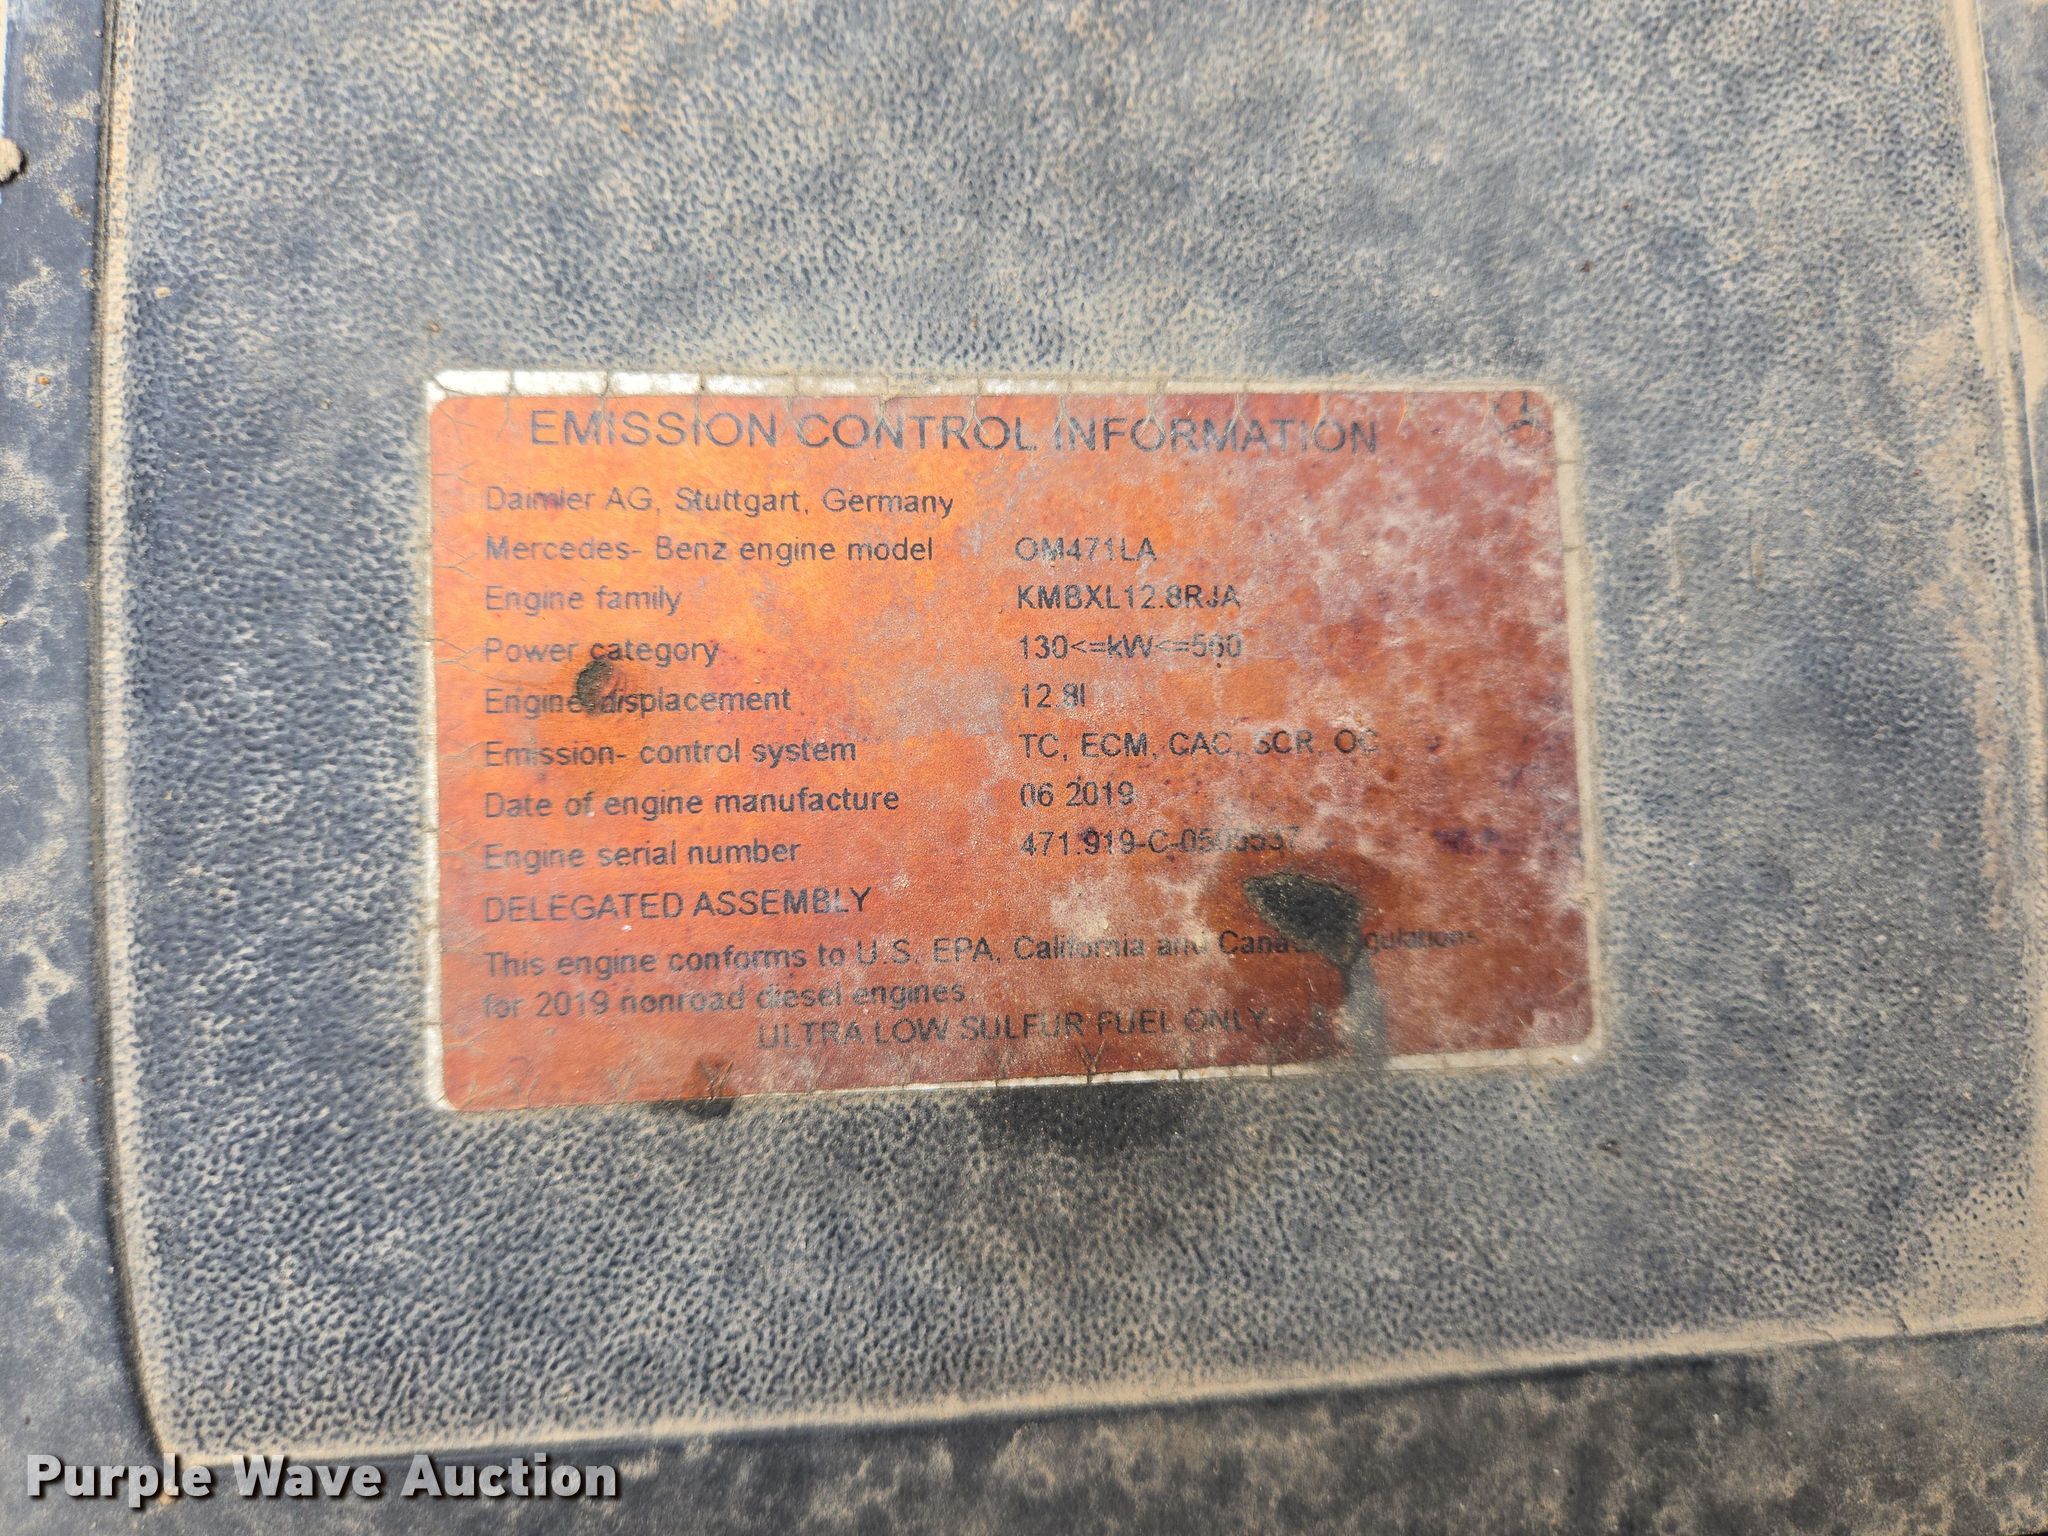 EMISSION CONTROL INFORMATION
Daimler AG, Stuttgart, Germany
Mercedes- Benz engine model OM471LA
Engine family KMBXL12.8RJA
Power category 130<=kW<=560
Engine displacement 12.8l
Emission- control system TC, ECM, CAC, SCR, OC
Date of engine manufacture 06 2019
Engine serial number
DELEGATED ASSEMBLY
This engine conforms to U.S. EPA, California and Canada regulations
for 2019 nonroad diesel engines
ULTRA LOW SULFUR FUEL ONLY
Purple Wave Auction